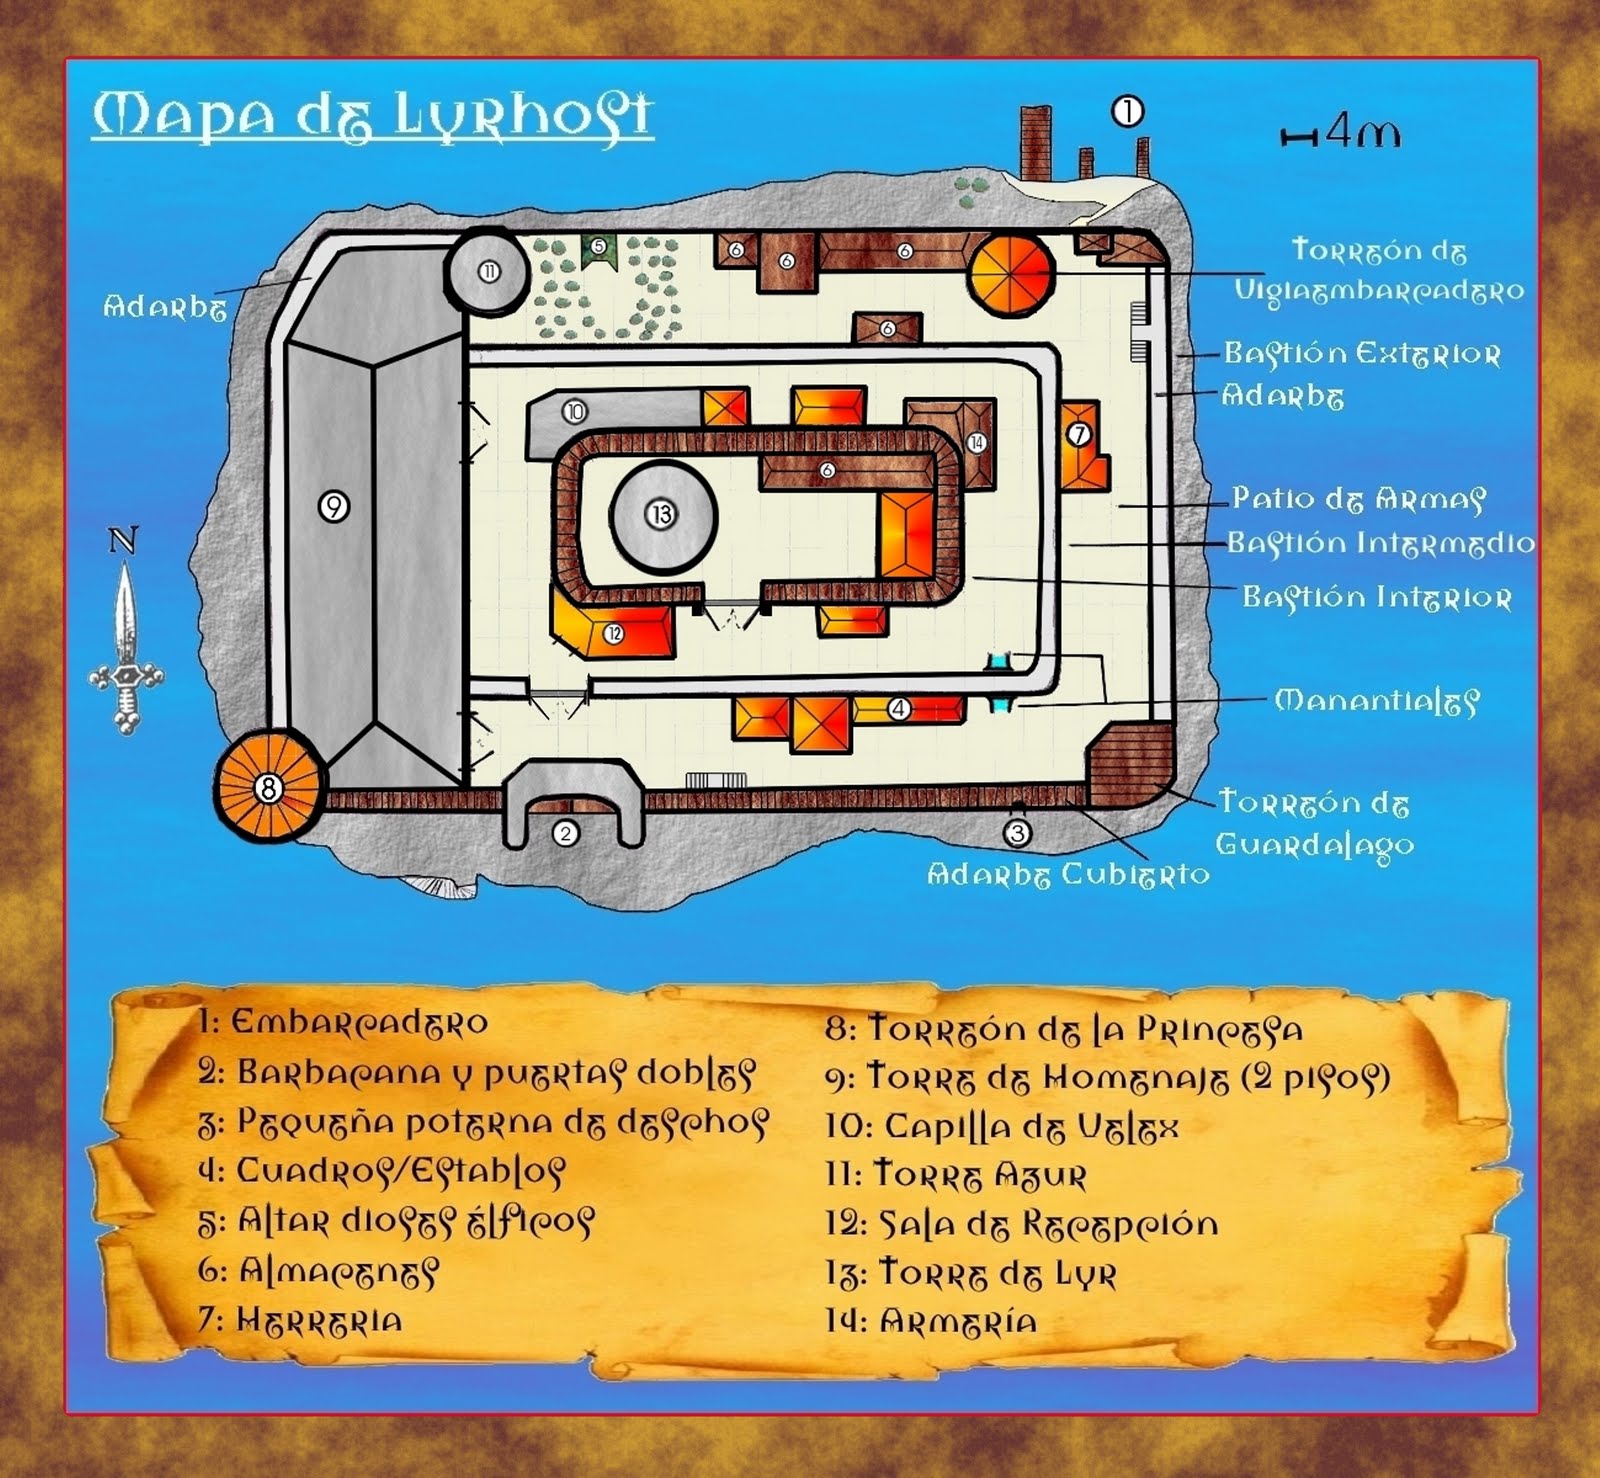 Mapa de Lyrhost
1
4m
Torreón de
Vigiaembarcadero
Adarbe
Bastión Exterior
Adarbe
Patio de Armas
Bastión Intermedio
Bastión Interior
Manantiales
Torreón de
Guardalago
Adarbe Cubierto
N
5
6
6
6
11
6
10
14
7
6
9
13
12
4
8
2
3
1: Embarcadero
2: Barbacana y puertas dobles
3: Pequeña poterna de deschos
4: Cuadros/Establos
5: Altar dioses élficos
6: Almacenes
7: Herreria
8: Torreón de la Princesa
9: Torre de Homenaje (2 pisos)
10: Capilla de Velex
11: Torre Azur
12: Sala de Recepción
13: Torre de Lyr
14: Armería